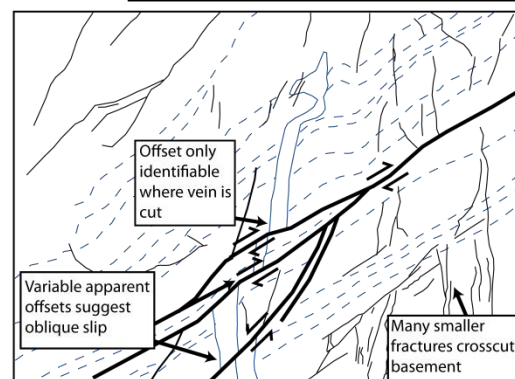 Offset only
identifiable
where vein is
cut
Variable apparent
offsets suggest
oblique slip
Many smaller
fractures crosscut
basement